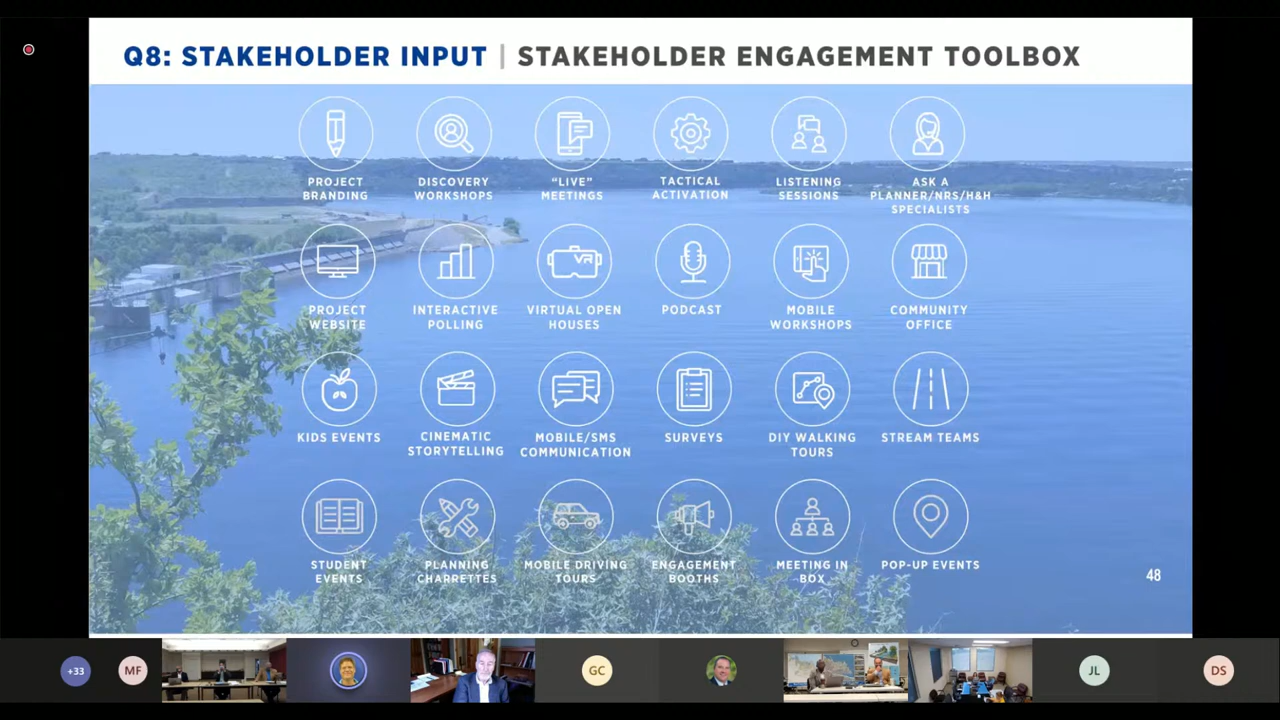 Q8: STAKEHOLDER INPUT | STAKEHOLDER ENGAGEMENT TOOLBOX
PROJECT
BRANDING
DISCOVERY
WORKSHOPS
“LIVE”
MEETINGS
TACTICAL
ACTIVATION
LISTENING
SESSIONS
ASK A
PLANNER/NRS/H&H
SPECIALISTS
VR
PROJECT
WEBSITE
INTERACTIVE
POLLING
VIRTUAL OPEN
HOUSES
PODCAST
MOBILE
WORKSHOPS
COMMUNITY
OFFICE
KIDS EVENTS
CINEMATIC
STORYTELLING
MOBILE/SMS
COMMUNICATION
SURVEYS
DIY WALKING
TOURS
STREAM TEAMS
STUDENT
EVENTS
PLANNING
CHARRETTES
MOBILE DRIVING
TOURS
ENGAGEMENT
BOOTHS
MEETING IN
BOX
POP-UP EVENTS
48
+33
MF
GC
JL
DS